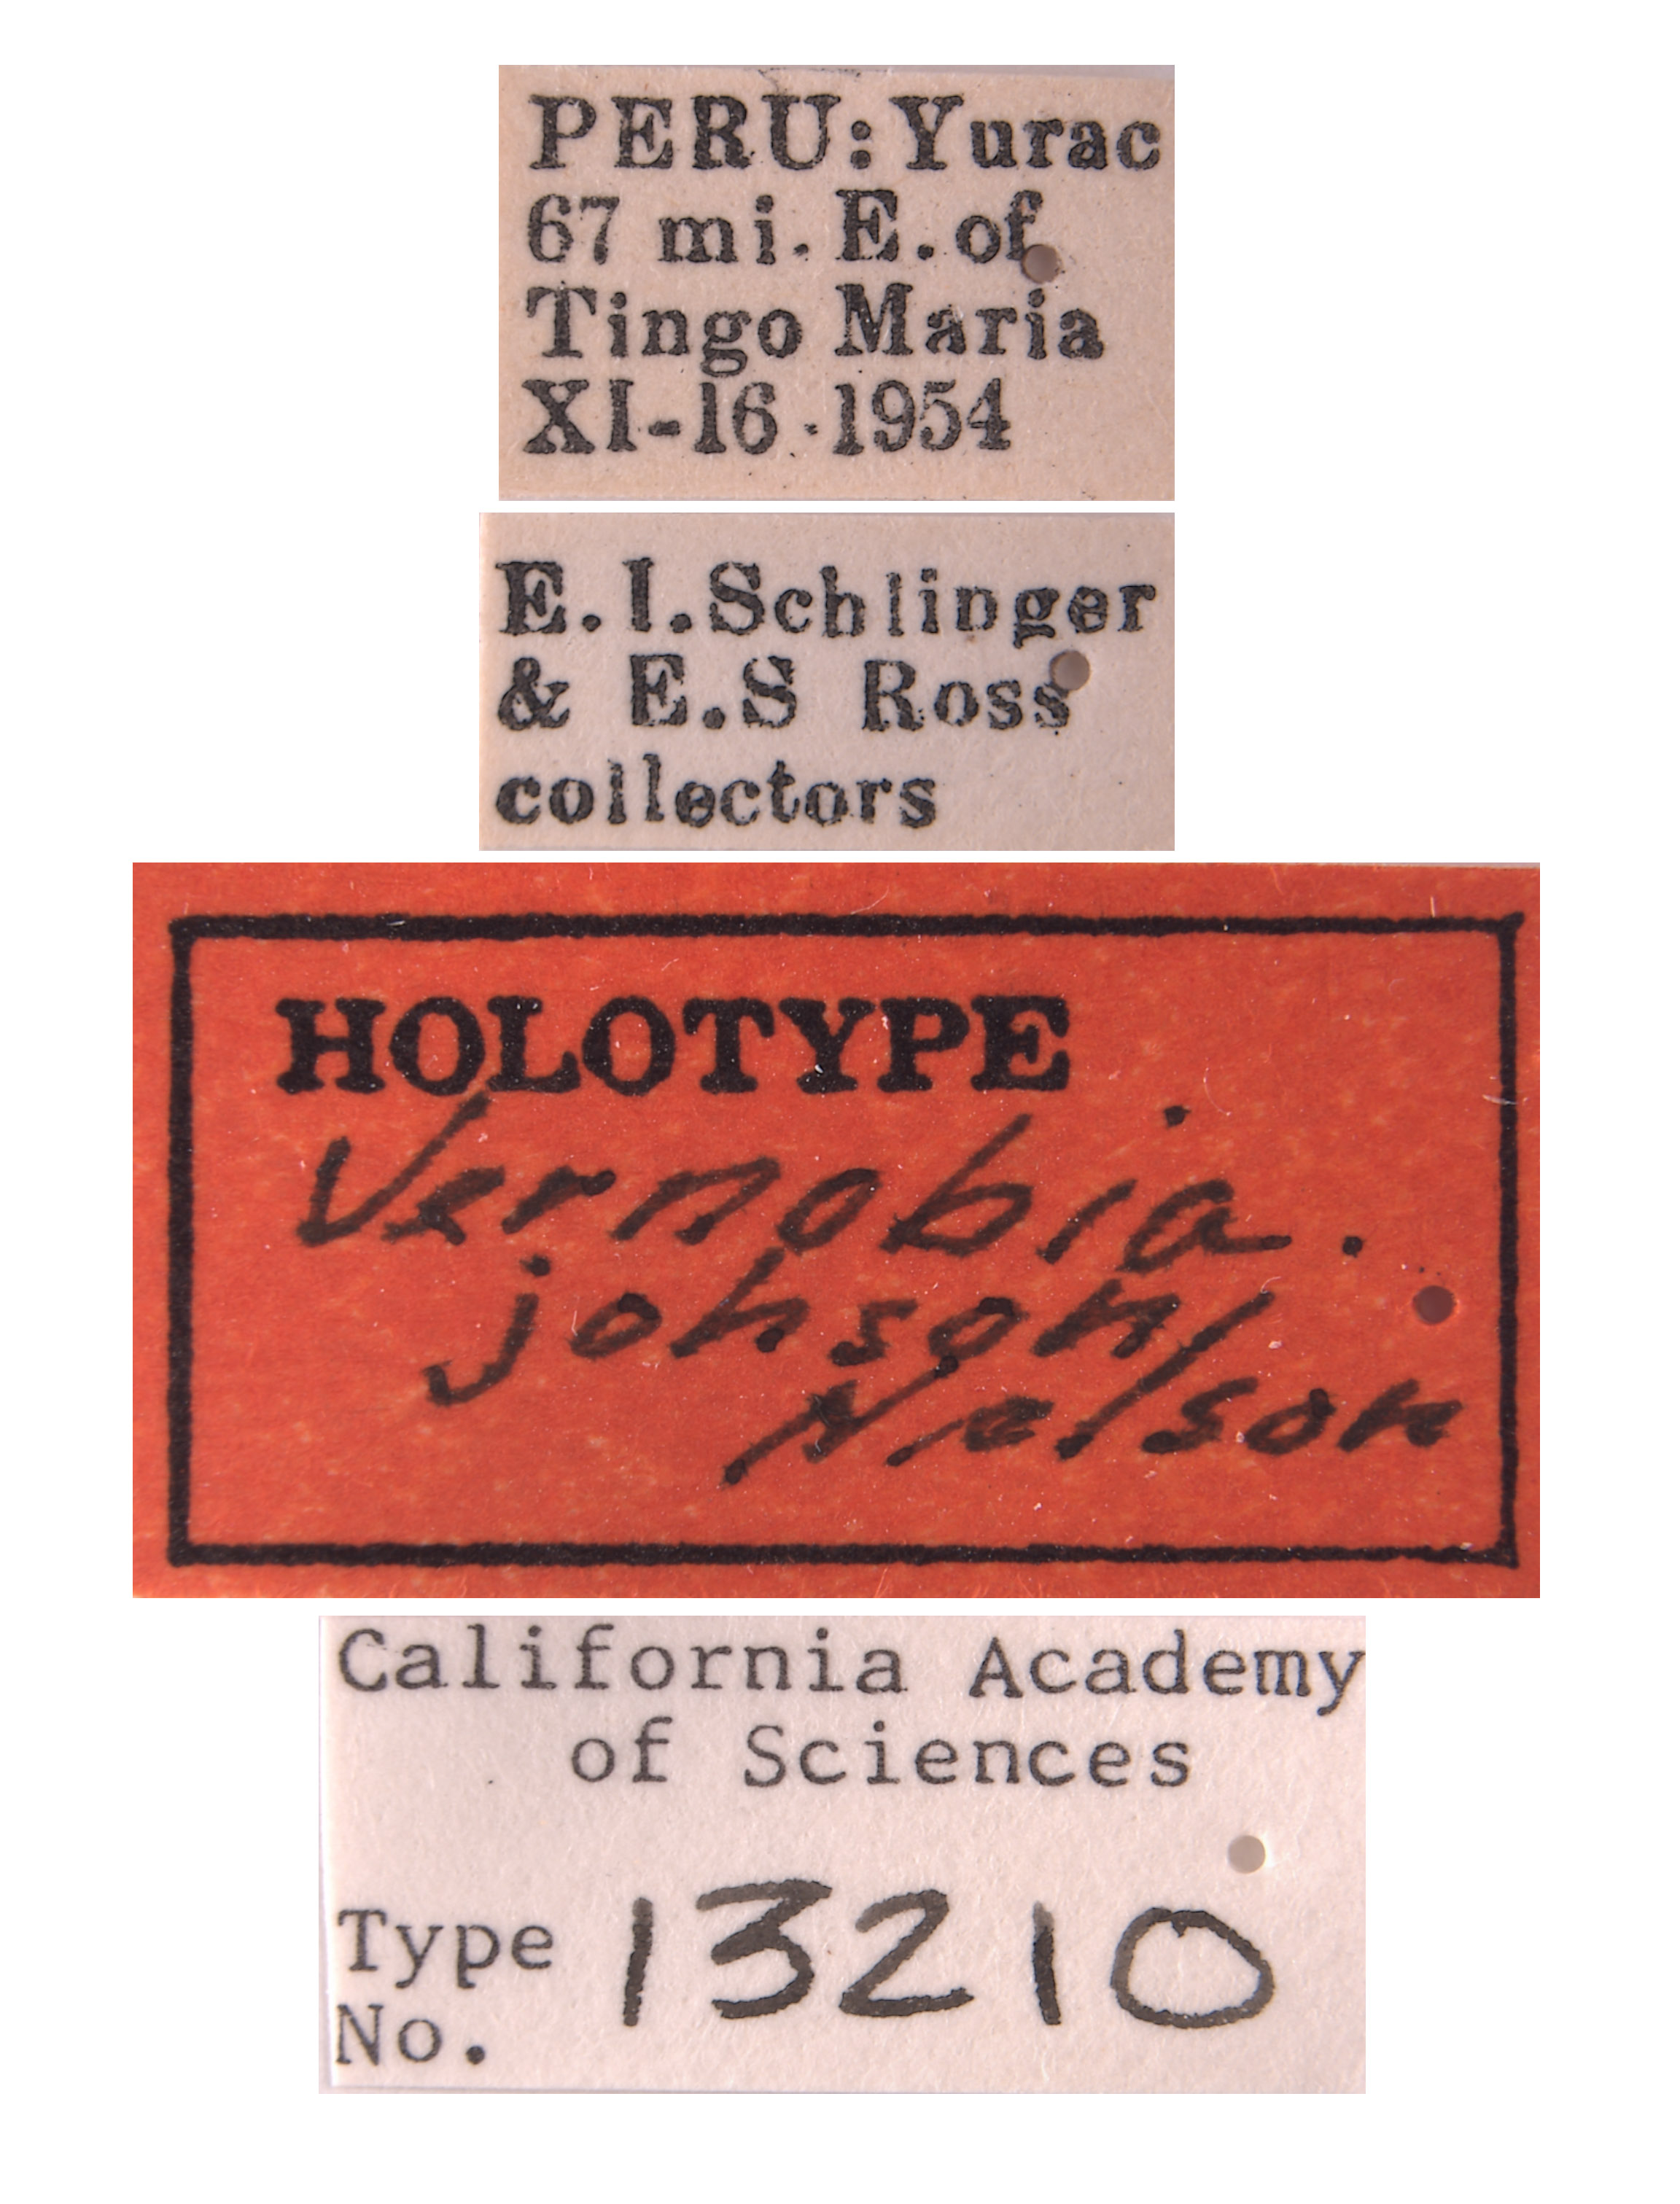 PERU: Yurac
67 mi. E. of
Tingo Maria
XI-16-1954
E. I. Schlinger
& E.S Ross
collectors
HOLOTYPE
Vernobia
johsoni
Nelson
California Academy
of Sciences
Type 13210
No.